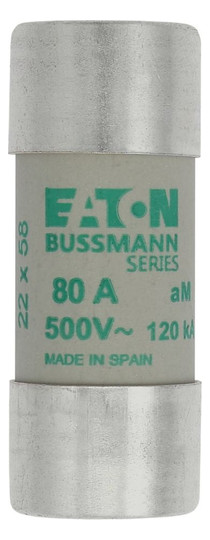 EATON
BUSSMANN
SERIES
80 A aM
500V~ 120 kA
MADE IN SPAIN
22 x 58